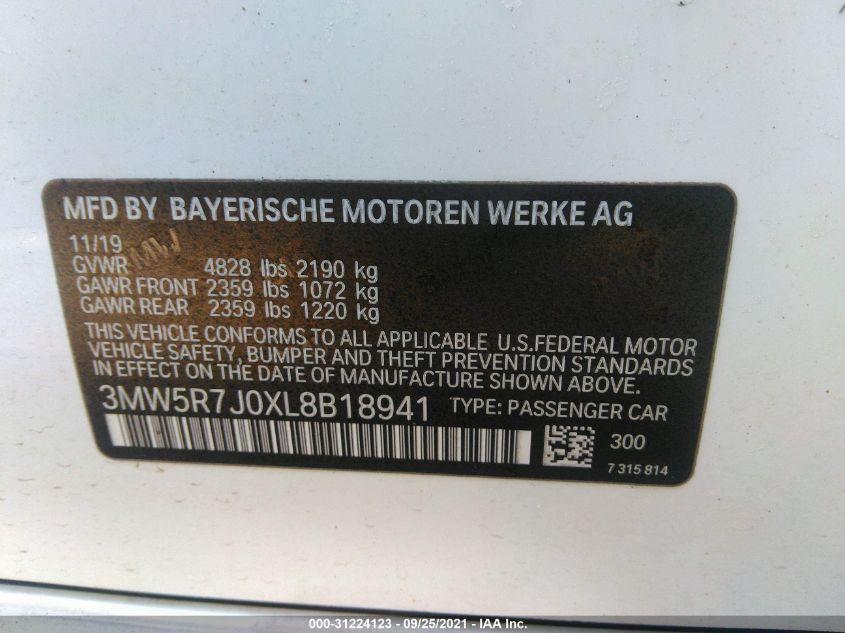 MFD BY BAYERISCHE MOTOREN WERKE AG
11/19
GVWR 4828 lbs 2190 kg
GAWR FRONT 2359 lbs 1072 kg
GAWR REAR 2359 lbs 1220 kg
THIS VEHICLE CONFORMS TO ALL APPLICABLE U.S.FEDERAL MOTOR
VEHICLE SAFETY, BUMPER AND THEFT PREVENTION STANDARDS
IN EFFECT ON THE DATE OF MANUFACTURE SHOWN ABOVE.
3MW5R7J0XL8B18941 TYPE: PASSENGER CAR
300
7 315 814
000-31224123 - 09/25/2021 - IAA Inc.